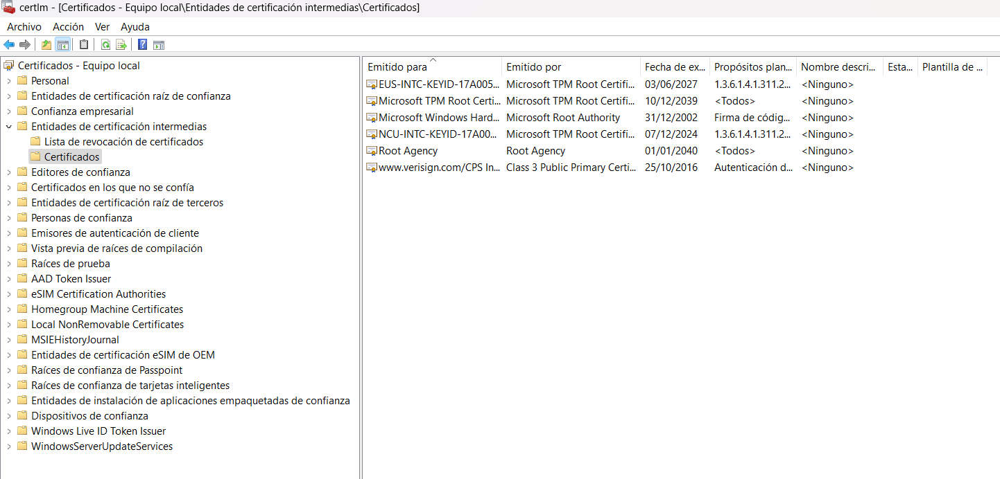 certlm - [Certificados - Equipo local\Entidades de certificación intermedias\Certificados]
Archivo Acción Ver Ayuda
Certificados - Equipo local
Personal
Entidades de certificación raíz de confianza
Confianza empresarial
Entidades de certificación intermedias
Lista de revocación de certificados
Certificados
Editores de confianza
Certificados en los que no se confía
Entidades de certificación raíz de terceros
Personas de confianza
Emisores de autenticación de cliente
Vista previa de raíces de compilación
Raíces de prueba
AAD Token Issuer
eSIM Certification Authorities
Homegroup Machine Certificates
Local NonRemovable Certificates
MSIEHistoryJournal
Entidades de certificación eSIM de OEM
Raíces de confianza de Passpoint
Raíces de confianza de tarjetas inteligentes
Entidades de instalación de aplicaciones empaquetadas de confianza
Dispositivos de confianza
Windows Live ID Token Issuer
WindowsServerUpdateServices
Emitido para Emitido por Fecha de ex... Propósitos plan... Nombre descri... Esta... Plantilla de ...
EUS-INTC-KEYID-17A005... Microsoft TPM Root Certifi... 03/06/2027 1.3.6.1.4.1.311.2... <Ninguno>
Microsoft TPM Root Certi... Microsoft TPM Root Certifi... 10/12/2039 <Todos> <Ninguno>
Microsoft Windows Hard... Microsoft Root Authority 31/12/2002 Firma de códig... <Ninguno>
NCU-INTC-KEYID-17A00... Microsoft TPM Root Certifi... 07/12/2024 1.3.6.1.4.1.311.2... <Ninguno>
Root Agency Root Agency 01/01/2040 <Todos> <Ninguno>
www.verisign.com/CPS In... Class 3 Public Primary Certi... 25/10/2016 Autenticación d... <Ninguno>